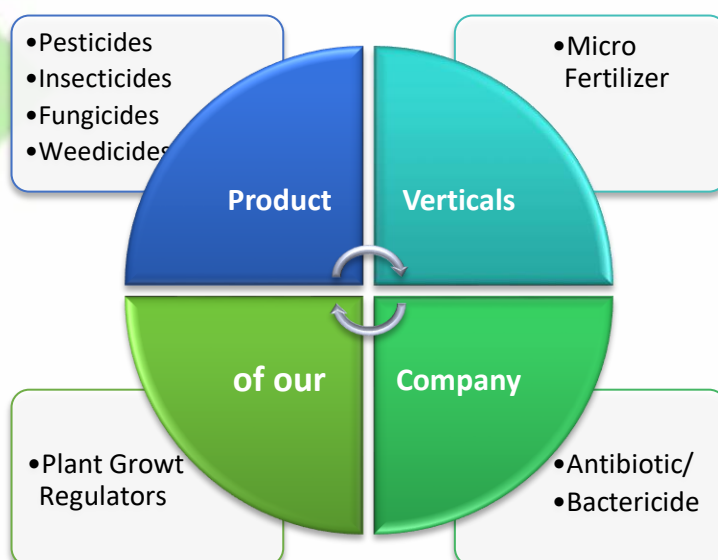 •Pesticides
•Insecticides
•Fungicides
•Weedicides
•Micro
Fertilizer
Product
Verticals
of our
Company
•Plant Growt
Regulators
•Antibiotic/
•Bactericide